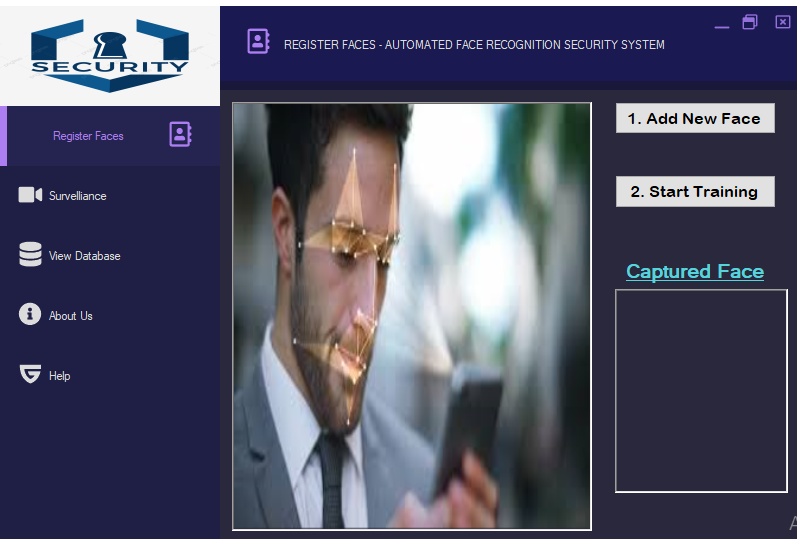 SECURITY
REGISTER FACES - AUTOMATED FACE RECOGNITION SECURITY SYSTEM
Register Faces
Survelliance
View Database
About Us
Help
1. Add New Face
2. Start Training
Captured Face